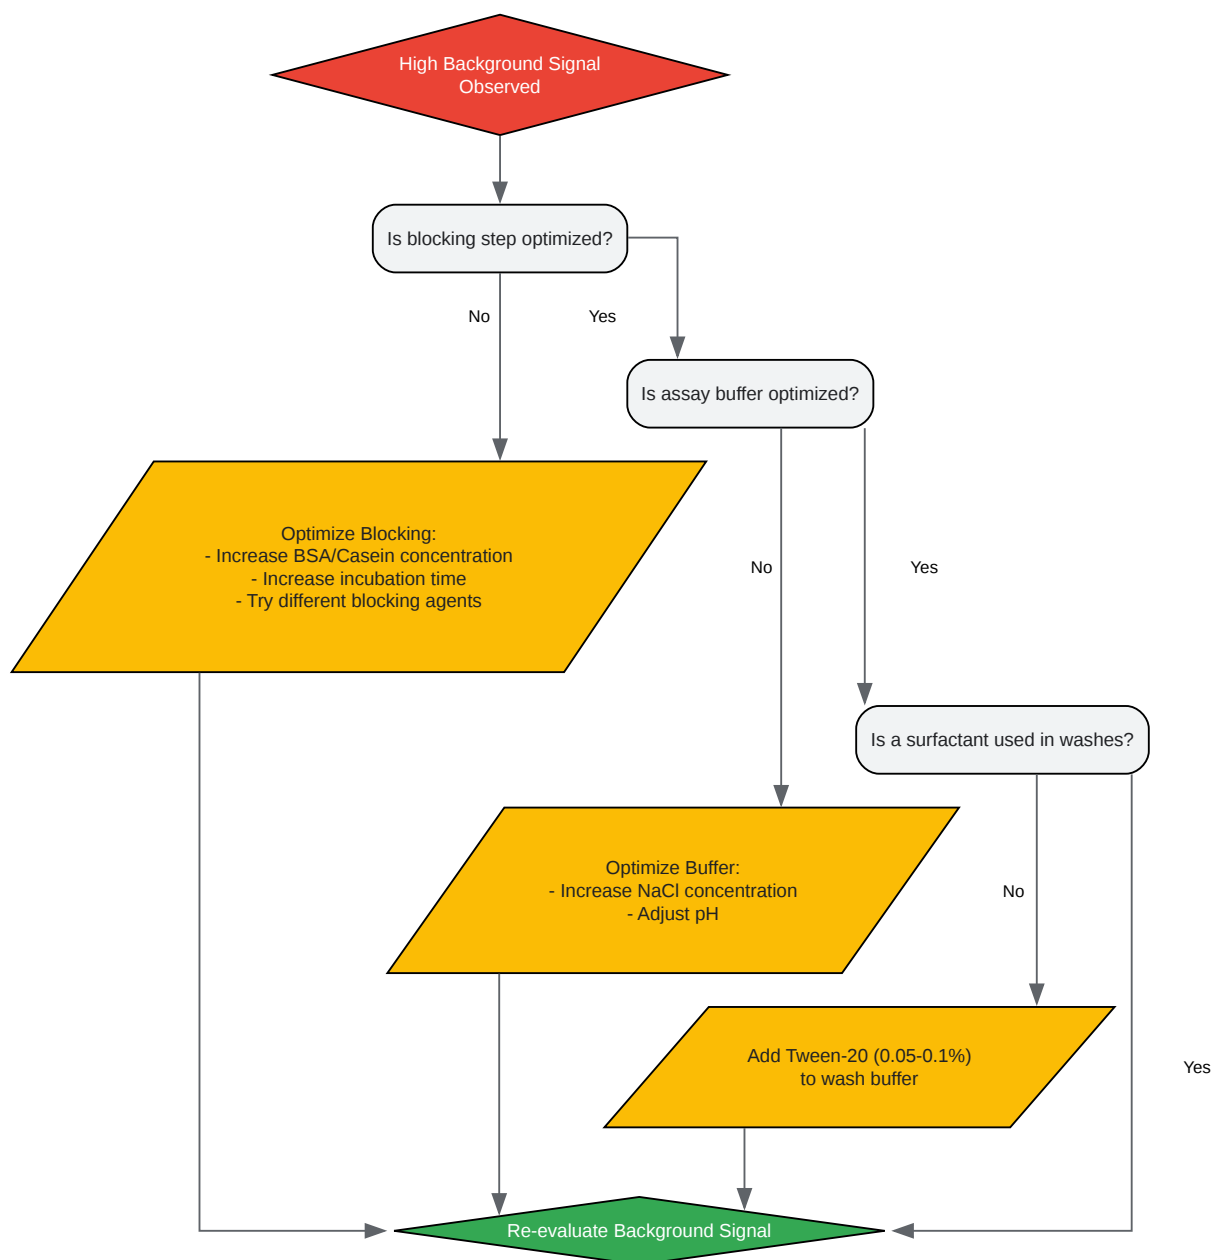 High Background Signal
Observed
Is blocking step optimized?
No
Yes
Is assay buffer optimized?
Optimize Blocking:
- Increase BSA/Casein concentration
- Increase incubation time
- Try different blocking agents
No
Yes
Is a surfactant used in washes?
Optimize Buffer:
- Increase NaCl concentration
- Adjust pH
No
Add Tween-20 (0.05-0.1%)
to wash buffer
Yes
Re-evaluate Background Signal